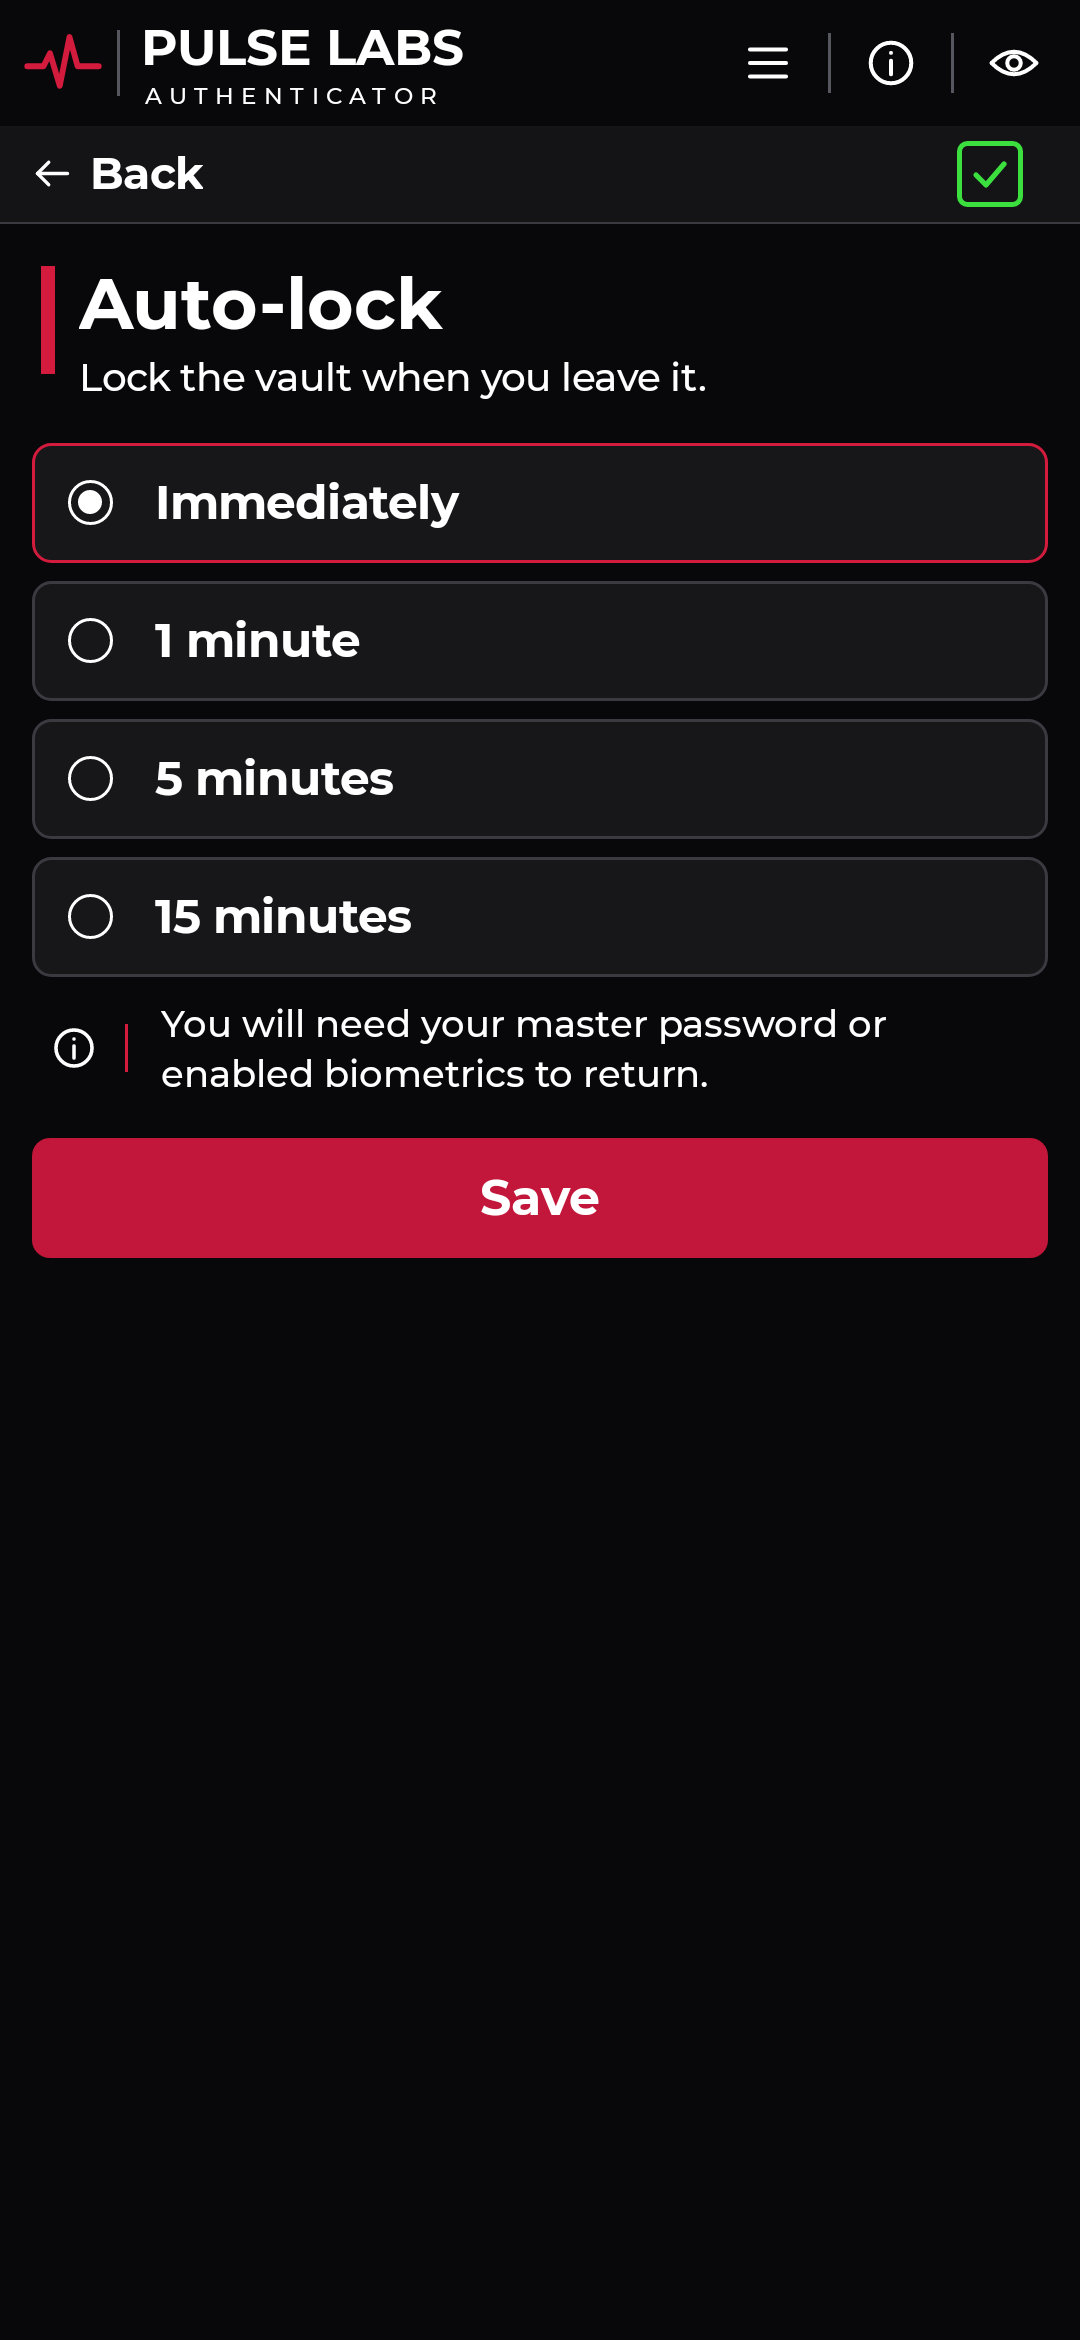 PULSE LABS
AUTHENTICATOR
Back
Auto-lock
Lock the vault when you leave it.
Immediately
1 minute
5 minutes
15 minutes
You will need your master password or
enabled biometrics to return.
Save